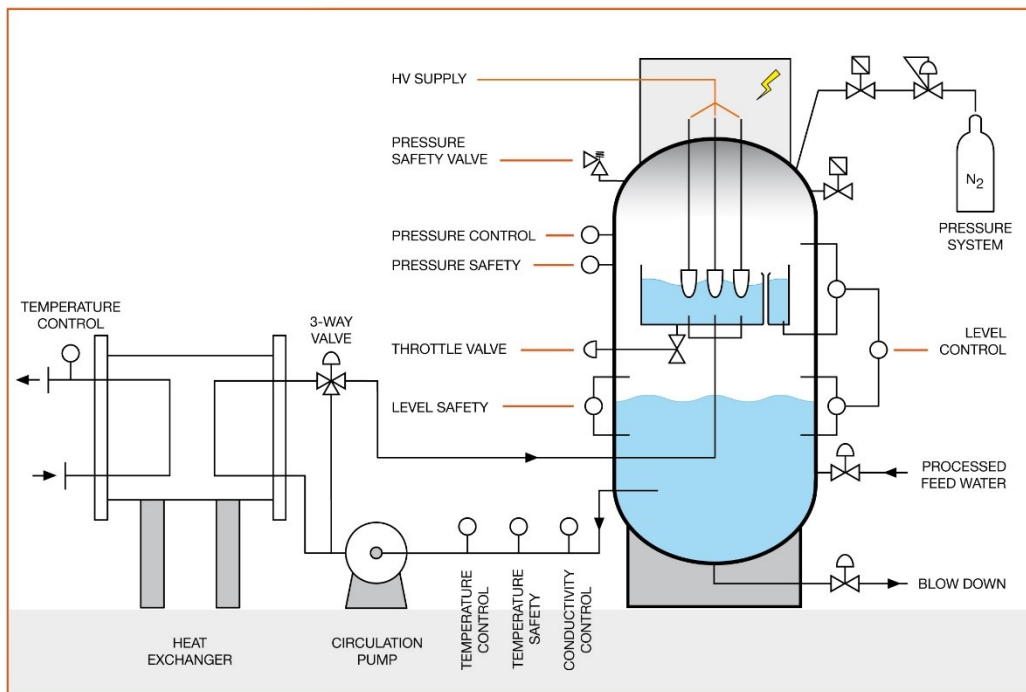 HV SUPPLY
PRESSURE
SAFETY VALVE
N2
PRESSURE
SYSTEM
PRESSURE CONTROL
PRESSURE SAFETY
TEMPERATURE
CONTROL
3-WAY
VALVE
THROTTLE VALVE
LEVEL
CONTROL
LEVEL SAFETY
PROCESSED
FEED WATER
BLOW DOWN
HEAT
EXCHANGER
CIRCULATION
PUMP
TEMPERATURE
CONTROL
TEMPERATURE
SAFETY
CONDUCTIVITY
CONTROL